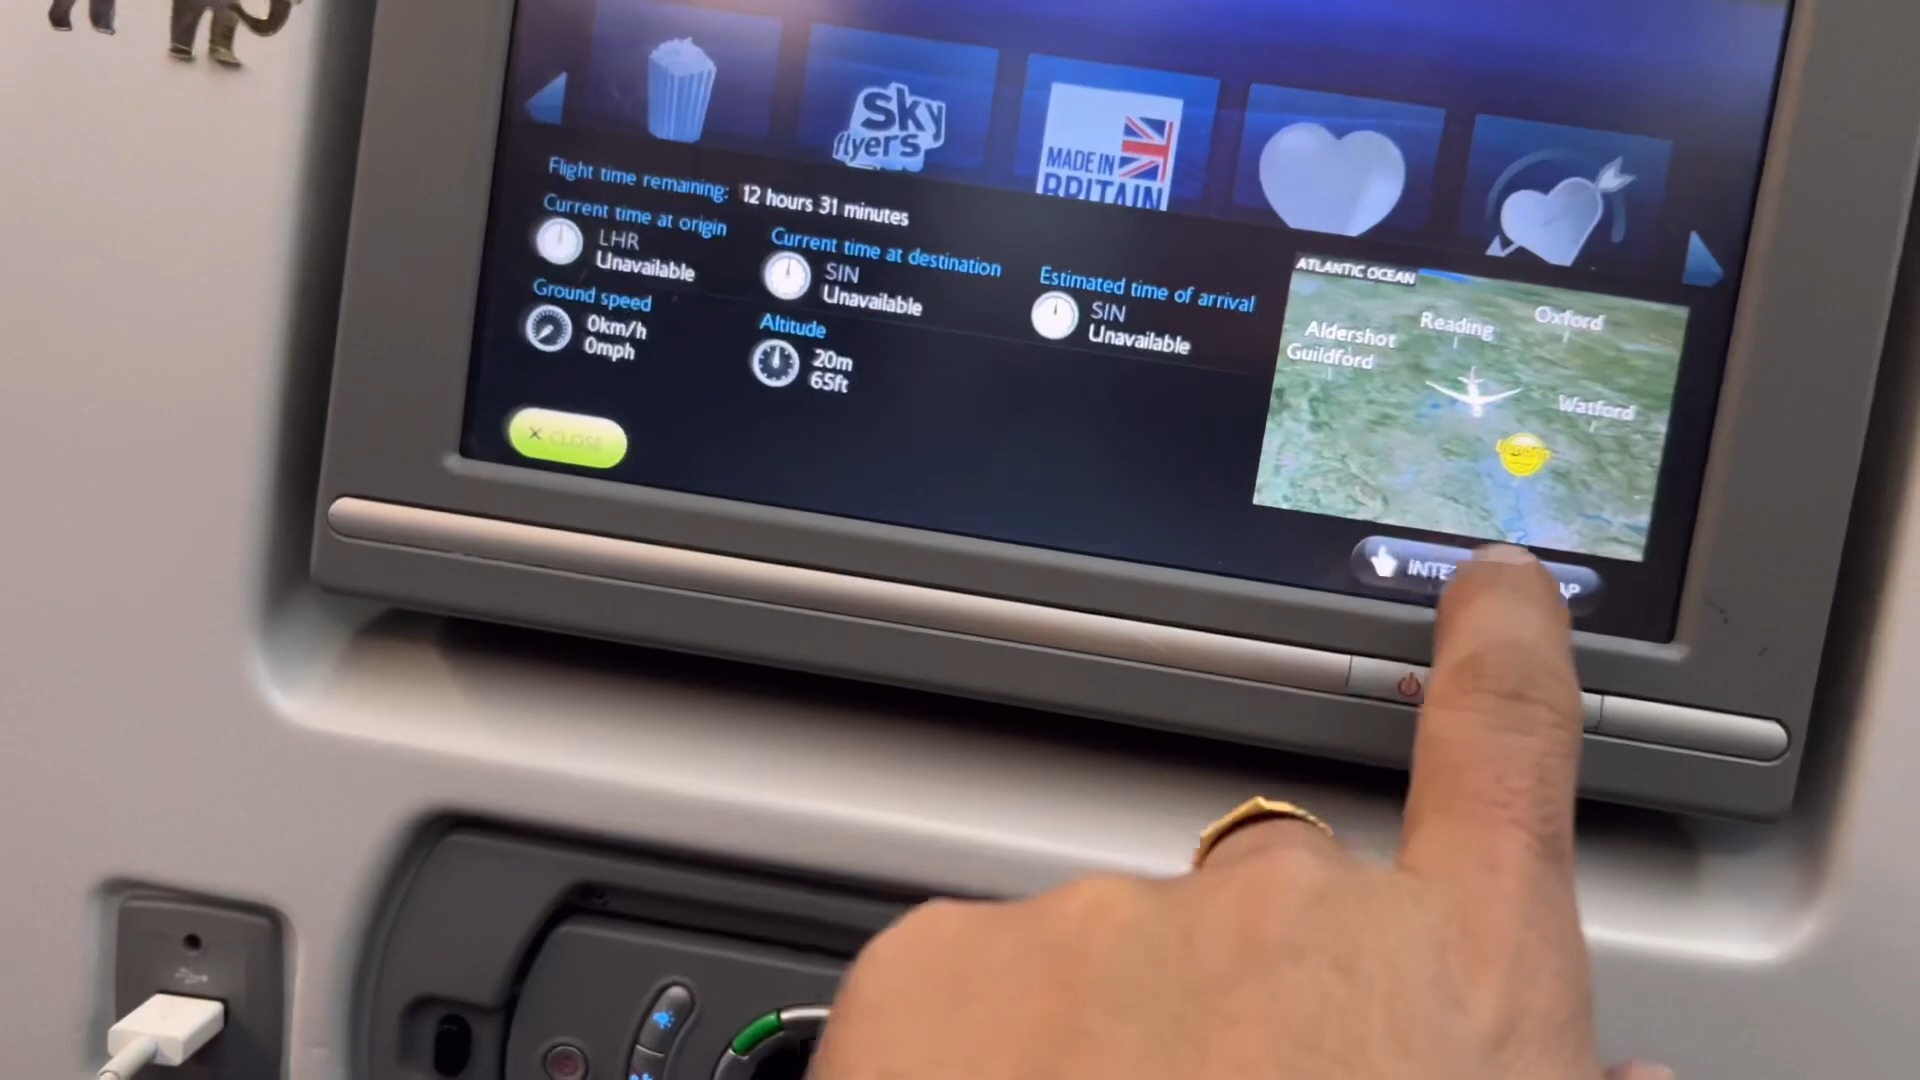 Sky
flyers
MADE IN
BRITAIN
Flight time remaining: 12 hours 31 minutes
Current time at origin
LHR
Unavailable
Current time at destination
SIN
Unavailable
Estimated time of arrival
SIN
Unavailable
Ground speed
0km/h
0mph
Altitude
20m
65ft
× CLOSE
ATLANTIC OCEAN
Oxford
Reading
Aldershot
Guildford
Watford